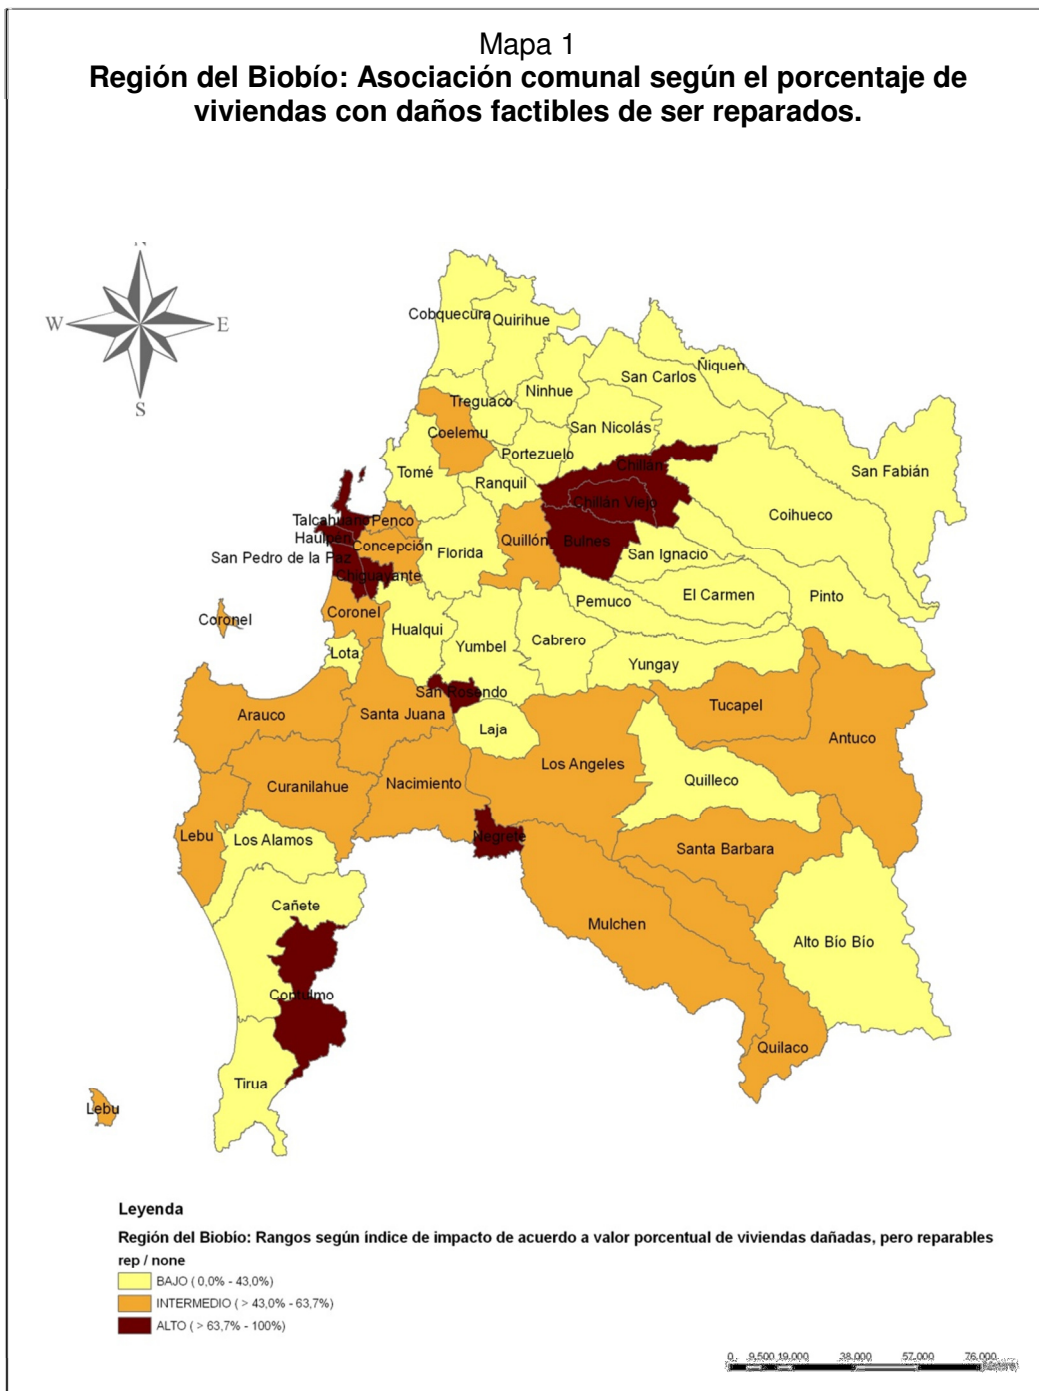 Mapa 1
Región del Biobío: Asociación comunal según el porcentaje de
viviendas con daños factibles de ser reparados.
N
W
E
S
Cobquecura
Quirihue
Ñiquen
San Carlos
Ninhue
Treguaco
San Nicolás
Coelemu
Portezuelo
Chillán
San Fabián
Tomé
Ranquil
Chillán Viejo
Coihueco
Talcahuano
Penco
Haulpén
Concepción
Quillón
Bulnes
Florida
San Ignacio
San Pedro de la Paz
Chiguayante
El Carmen
Pinto
Pemuco
Coronel
Coronel
Hualqui
Cabrero
Yumbel
Lota
Yungay
San Rosendo
Tucapel
Arauco
Santa Juana
Laja
Antuco
Los Angeles
Quilleco
Nacimiento
Curanilahue
Lebu
Negrete
Los Alamos
Santa Barbara
Cañete
Mulchen
Alto Bío Bío
Contulmo
Quilaco
Tirua
Lebu
Leyenda
Región del Biobío: Rangos según índice de impacto de acuerdo a valor porcentual de viviendas dañadas, pero reparables
rep / none
BAJO ( 0,0% - 43,0%)
INTERMEDIO ( > 43,0% - 63,7%)
ALTO ( > 63,7% - 100%)
0 9.500 19.000 38.000 57.000 76.000